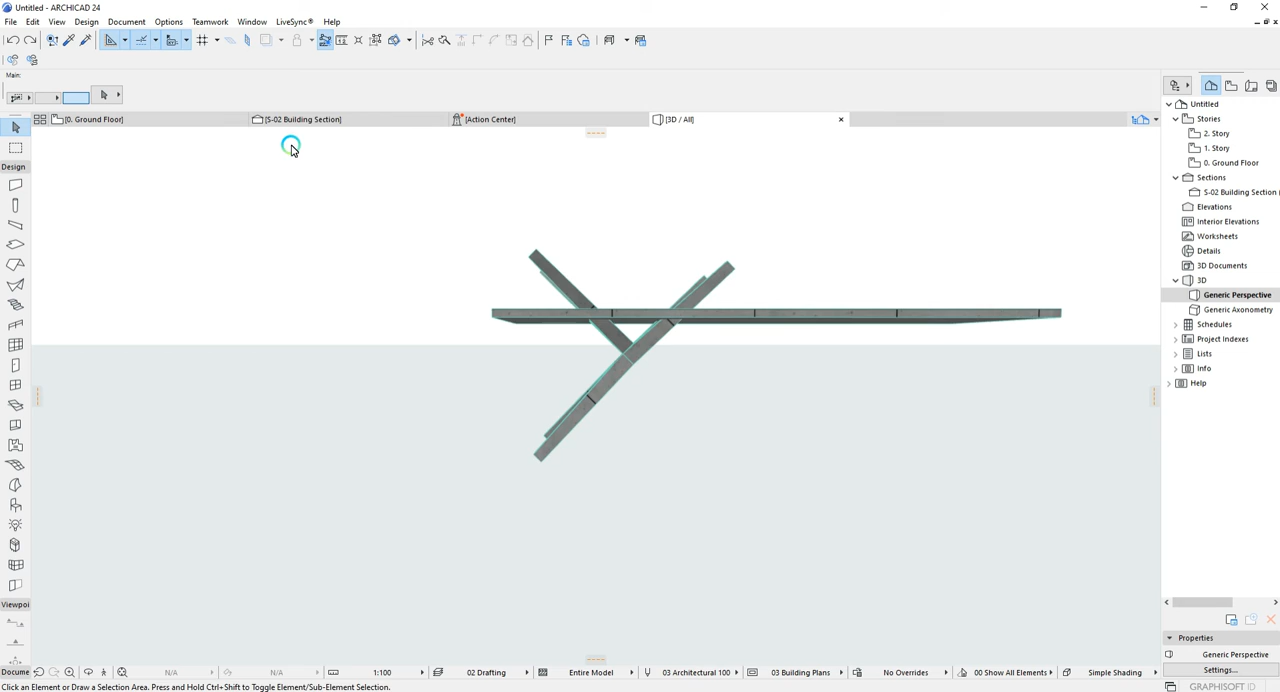 Untitled - ARCHICAD 24
File Edit View Design Document Options Teamwork Window LiveSync® Help
Main:
[0. Ground Floor]
[S-02 Building Section]
[Action Center]
[3D / All]
Design
Viewpoi
Docume
Untitled
Stories
2. Story
1. Story
0. Ground Floor
Sections
S-02 Building Section (
Elevations
Interior Elevations
Worksheets
Details
3D Documents
3D
Generic Perspective
Generic Axonometry
Schedules
Project Indexes
Lists
Info
Help
Properties
Generic Perspective
Settings...
N/A N/A 1:100 02 Drafting Entire Model 03 Architectural 100 03 Building Plans No Overrides 00 Show All Elements Simple Shading
Click an Element or Draw a Selection Area. Press and Hold Ctrl+Shift to Toggle Element/Sub-Element Selection.
GRAPHISOFT ID